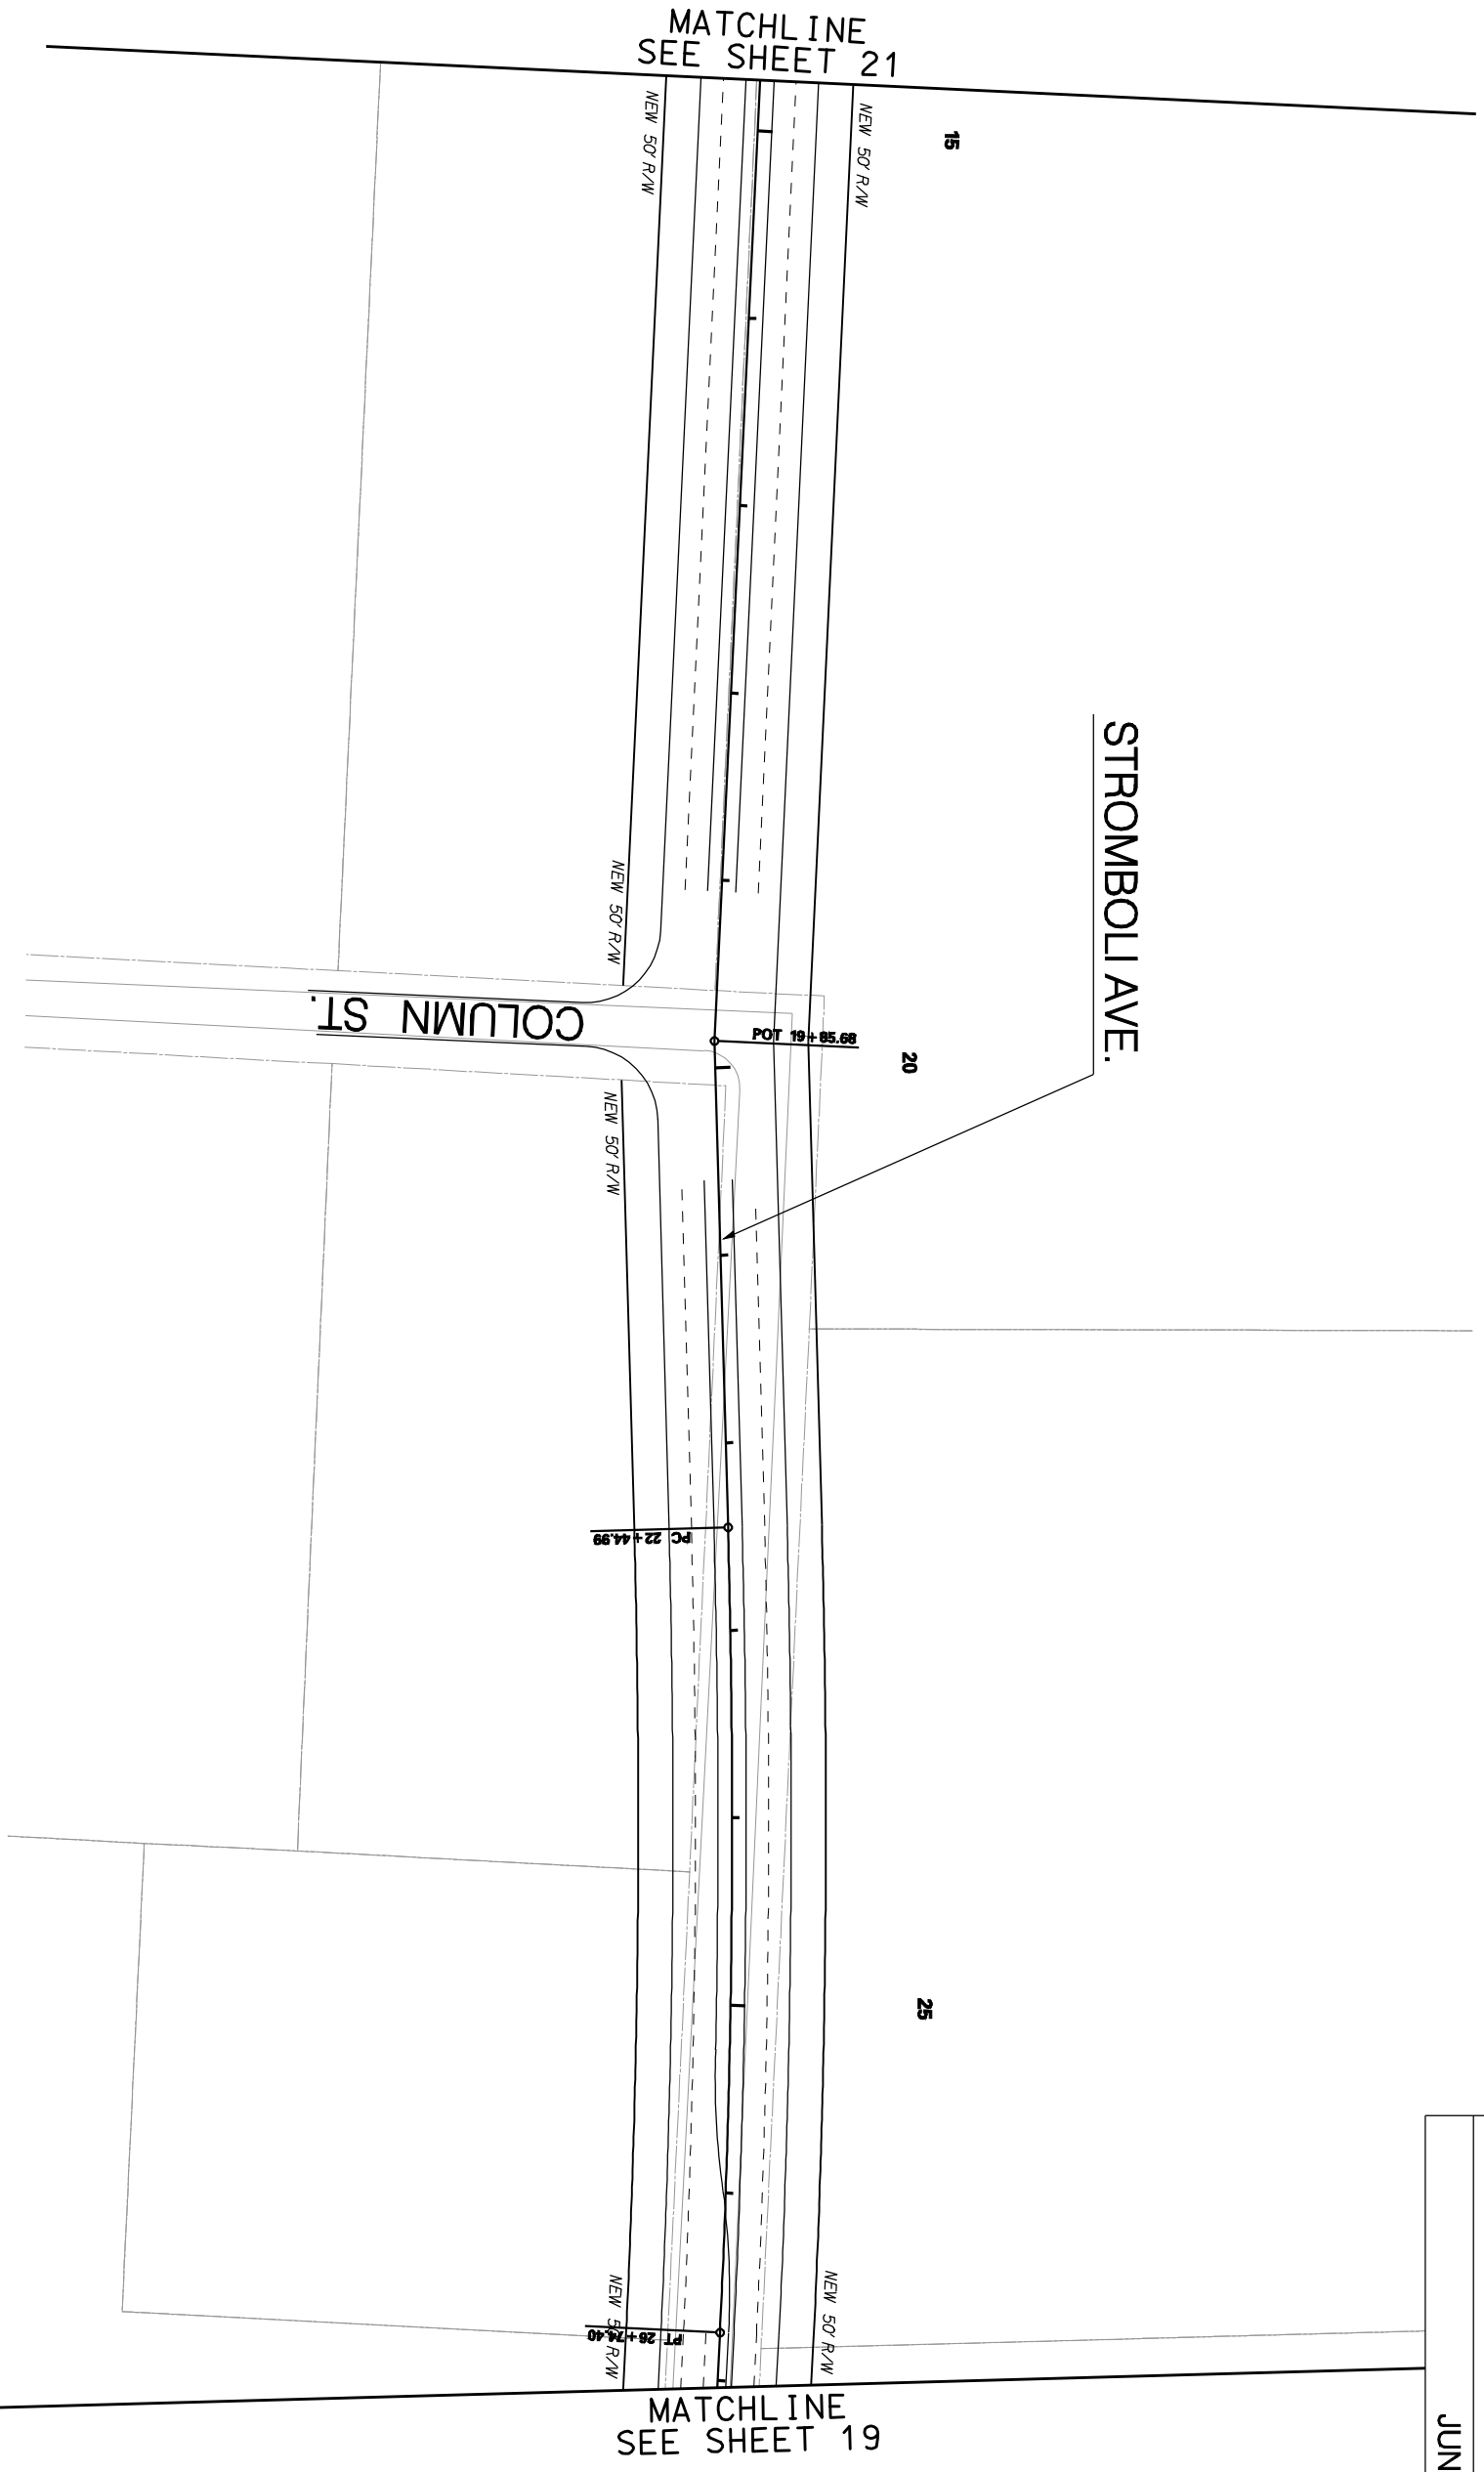 MATCHLINE
SEE SHEET 21
NEW 50' R/W
NEW 50' R/W
15
STROMBOLI AVE.
NEW 50' R/W
COLUMN ST.
POT 19+85.68
20
NEW 50' R/W
PC 22+44.99
25
NEW 50' R/W
NEW 50' R/W
PT 26+74.40
MATCHLINE
SEE SHEET 19
JUN